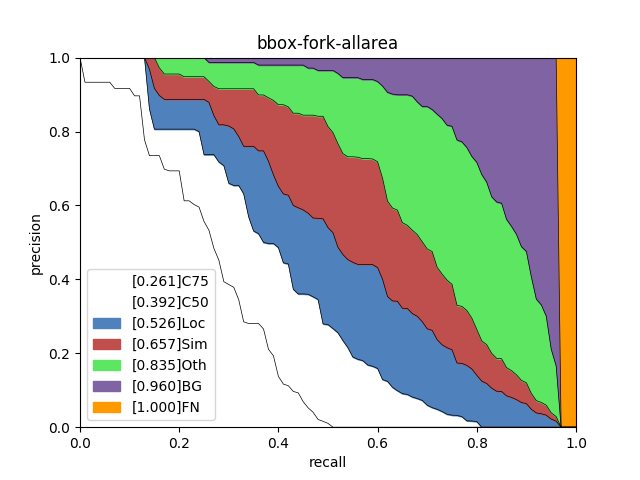 bbox-fork-allarea
1.0
0.8
0.6
0.4
0.2
0.0
precision
[0.261]C75
[0.392]C50
[0.526]Loc
[0.657]Sim
[0.835]Oth
[0.960]BG
[1.000]FN
0.0 0.2 0.4 0.6 0.8 1.0
recall